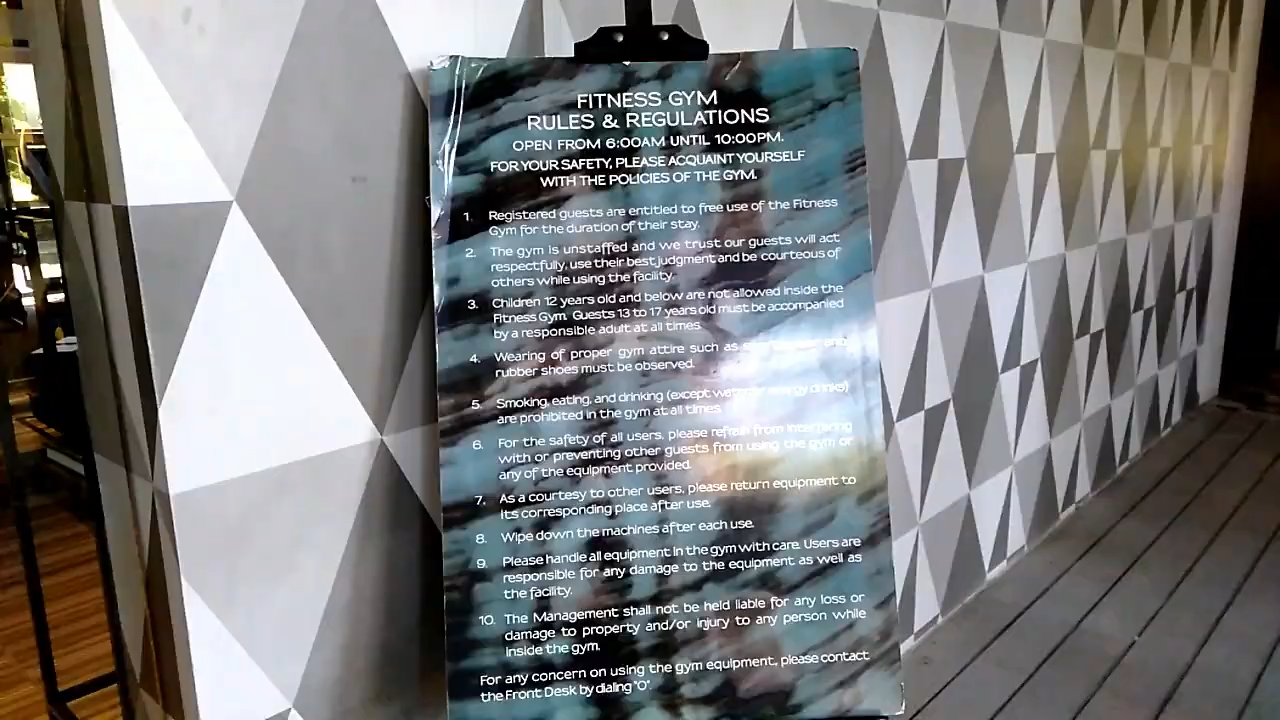 FITNESS GYM
RULES & REGULATIONS
OPEN FROM 6:00AM UNTIL 10:00PM.
FOR YOUR SAFETY, PLEASE ACQUAINT YOURSELF
WITH THE POLICIES OF THE GYM.
1. Registered guests are entitled to free use of the Fitness
Gym for the duration of their stay.
2. The gym is unstaffed and we trust our guests will act
respectfully, use their best judgment and be courteous of
others while using the facility.
3. Children 12 years old and below are not allowed inside the
Fitness Gym. Guests 13 to 17 years old must be accompanied
by a responsible adult at all times.
4. Wearing of proper gym attire such as
rubber shoes must be observed.
5. Smoking, eating, and drinking (except water or energy drinks)
are prohibited in the gym at all times.
6. For the safety of all users, please refrain from interfering
with or preventing other guests from using the gym or
any of the equipment provided.
7. As a courtesy to other users, please return equipment to
its corresponding place after use.
8. Wipe down the machines after each use.
9. Please handle all equipment in the gym with care. Users are
responsible for any damage to the equipment as well as
the facility.
10. The Management shall not be held liable for any loss or
damage to property and/or injury to any person while
inside the gym.
For any concern on using the gym equipment, please contact
the Front Desk by dialing "0".